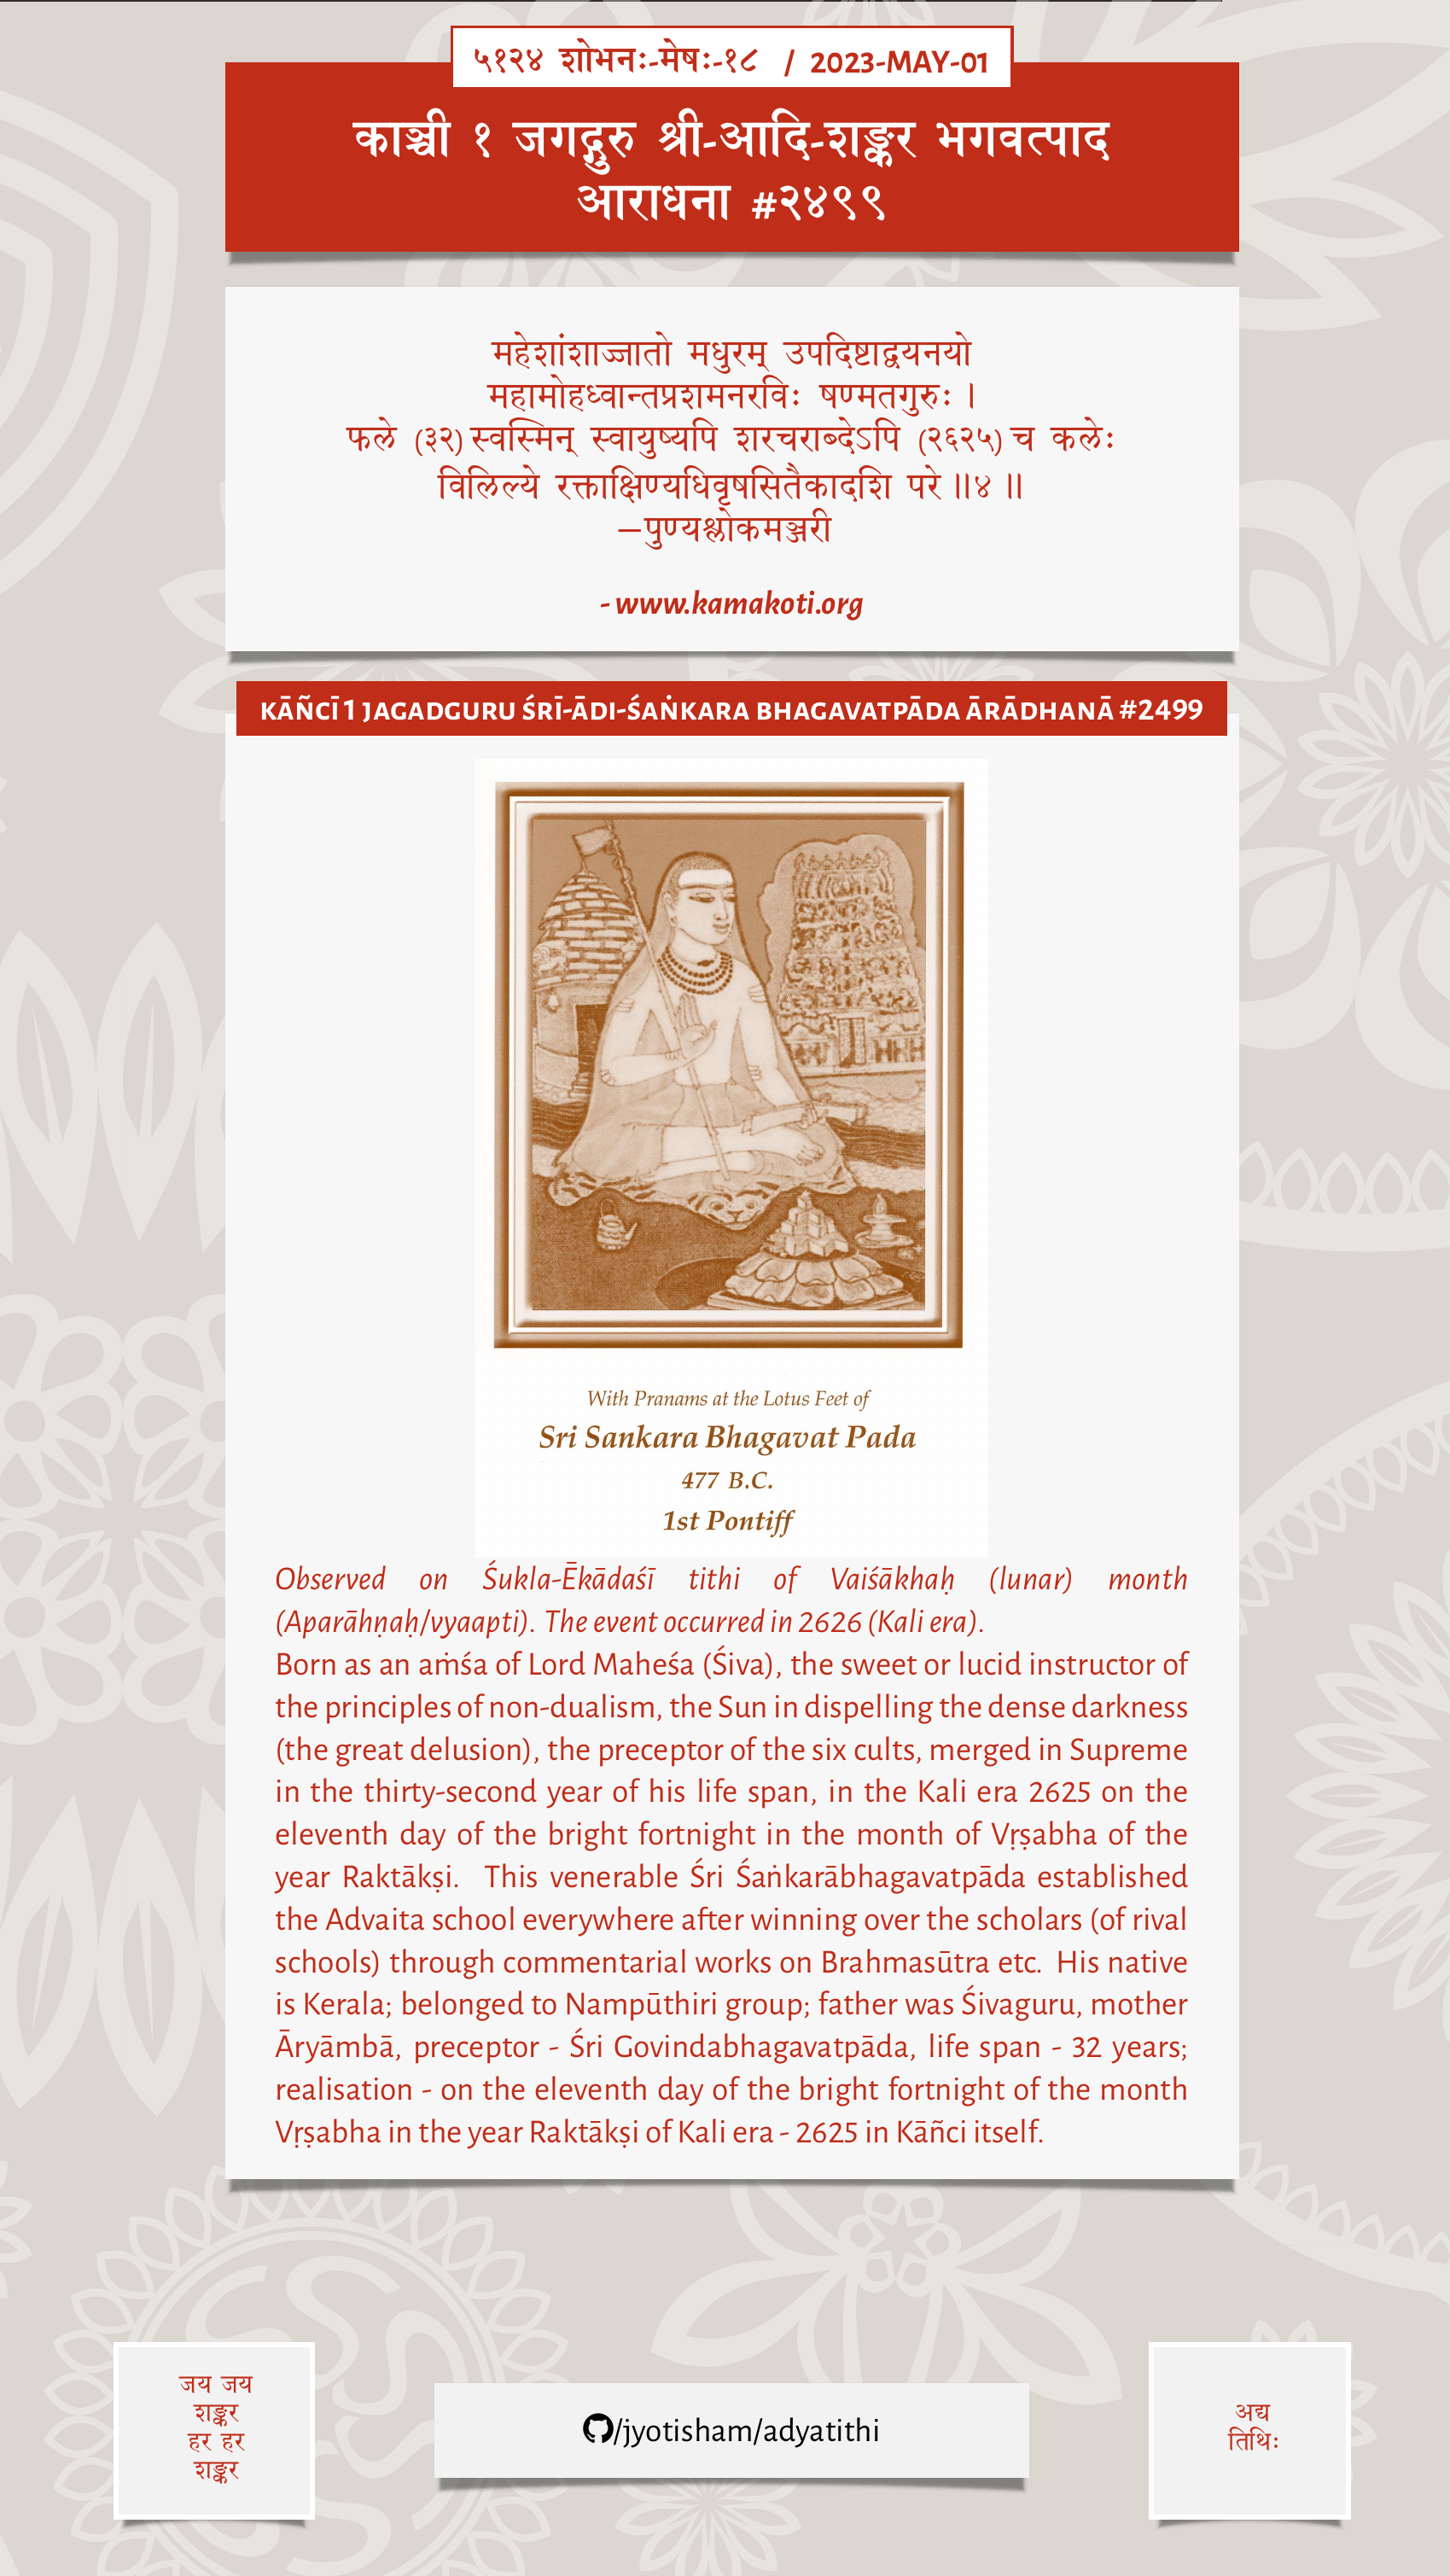 ५१२४ शोभनः-मेषः-१८ / 2023-MAY-01
काञ्ची १ जगद्गुरु श्री-आदि-शङ्कर भगवत्पाद
आराधना #२४९९
महेशांशाज्जातो मधुरम् उपदिष्टाद्वयनयो
महामोहध्वान्तप्रशमनरविः षण्मतगुरुः ।
फले (३२) स्वस्मिन् स्वायुष्यपि शरचराब्देऽपि (२६२५) च कलेः
विलिल्ये रक्ताक्षिण्यधिवृषसितैकादशि परे ॥४ ॥
—पुण्यश्लोकमञ्जरी
- www.kamakoti.org
KĀÑCĪ 1 JAGADGURU ŚRĪ-ĀDI-ŚAṄKARA BHAGAVATPĀDA ĀRĀDHANĀ #2499
With Pranams at the Lotus Feet of
Sri Sankara Bhagavat Pada
477 B.C.
1st Pontiff
Observed on Śukla-Ēkādaśī tithi of Vaiśākhaḥ (lunar) month
(Aparāhṇaḥ/vyaapti). The event occurred in 2626 (Kali era).
Born as an aṁśa of Lord Maheśa (Śiva), the sweet or lucid instructor of
the principles of non-dualism, the Sun in dispelling the dense darkness
(the great delusion), the preceptor of the six cults, merged in Supreme
in the thirty-second year of his life span, in the Kali era 2625 on the
eleventh day of the bright fortnight in the month of Vṛṣabha of the
year Raktākṣi. This venerable Śri Śaṅkarābhagavatpāda established
the Advaita school everywhere after winning over the scholars (of rival
schools) through commentarial works on Brahmasūtra etc. His native
is Kerala; belonged to Nampūthiri group; father was Śivaguru, mother
Āryāmbā, preceptor - Śri Govindabhagavatpāda, life span - 32 years;
realisation - on the eleventh day of the bright fortnight of the month
Vṛṣabha in the year Raktākṣi of Kali era - 2625 in Kāñci itself.
जय जय
शङ्कर
हर हर
शङ्कर
/jyotisham/adyatithi
अद्य
तिथिः